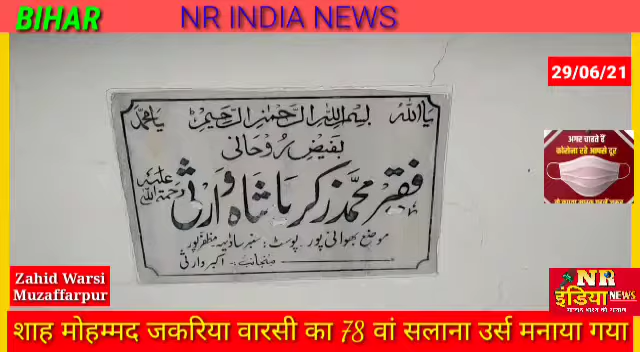 BIHAR
NR INDIA NEWS
29/06/21
یا اللہ بسم اللہ الرحمن الرحیم یا محمد
بفیض روحانی
فقیر محمد زکریا شاہ وارثی رحمۃ اللہ علیہ
موضع بھوانی پور۔ پوسٹ:
منجانب:۔ اکبر وارثی
अगर चाहते हैं
कोरोना रहे आपसे दूर
Zahid Warsi
Muzaffarpur
NR
इंडिया NEWS
शाह मोहम्मद जकरिया वारसी का 78 वां सलाना उर्स मनाया गया